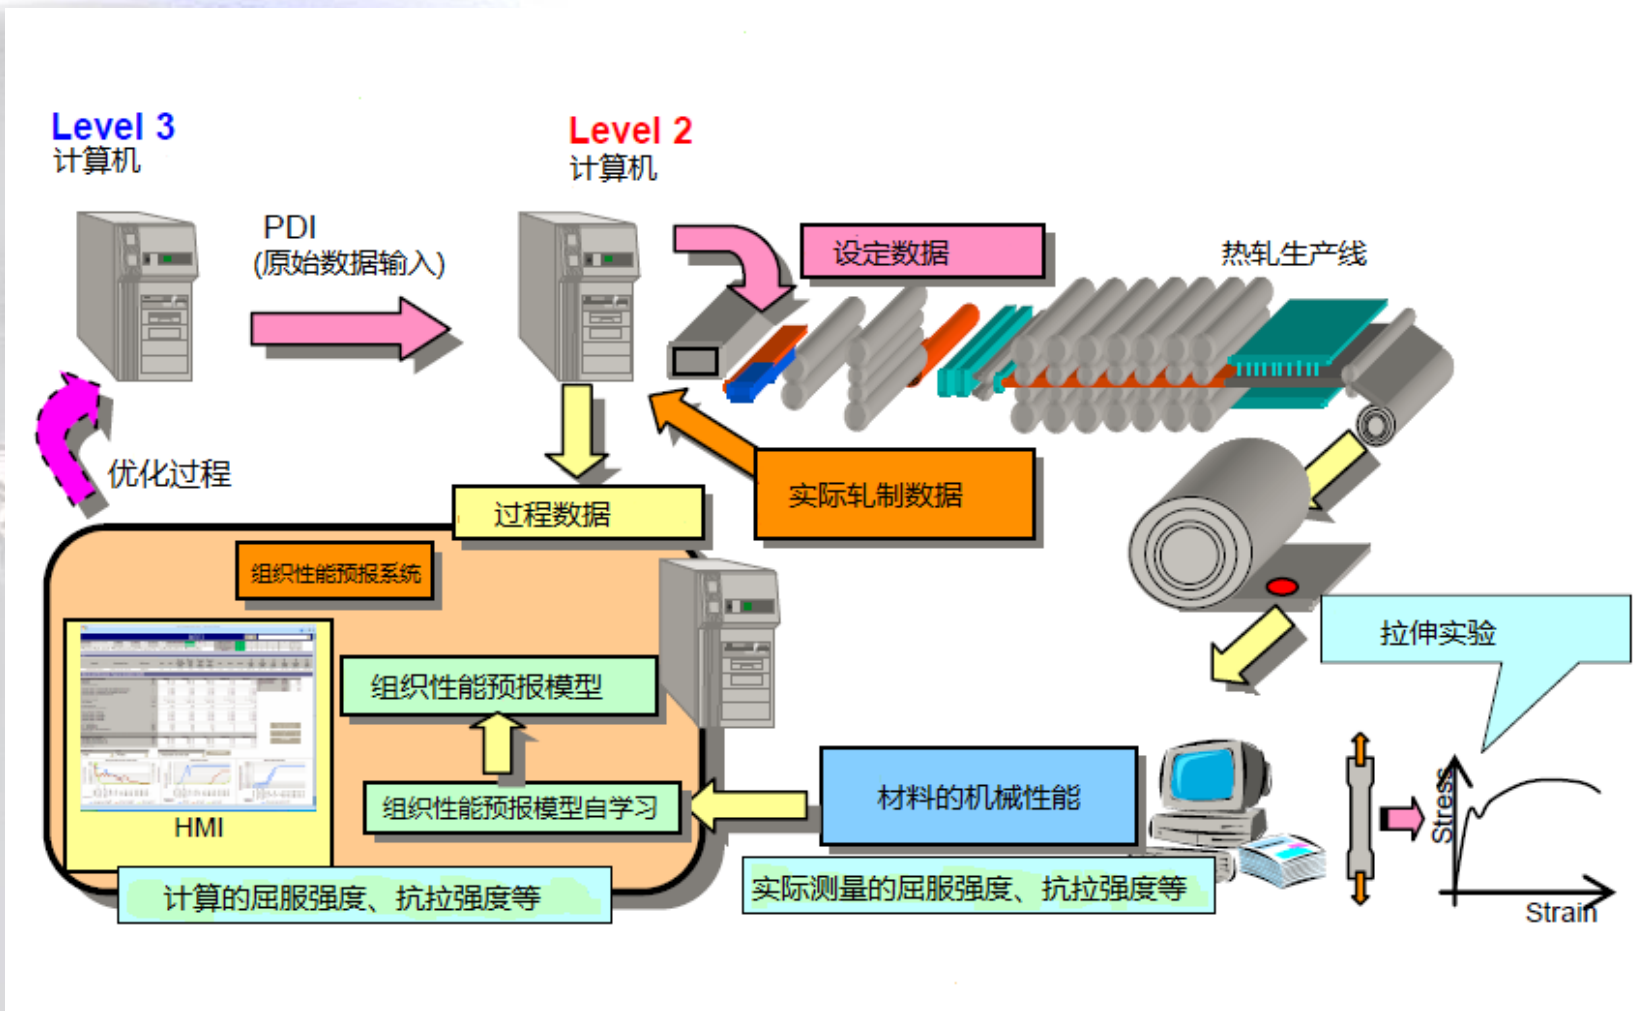 Level 3
计算机
Level 2
计算机
PDI
(原始数据输入)
设定数据
热轧生产线
优化过程
过程数据
实际轧制数据
组织性能预报系统
拉伸实验
组织性能预报模型
材料的机械性能
组织性能预报模型自学习
HMI
Stress
Strain
计算的屈服强度、抗拉强度等
实际测量的屈服强度、抗拉强度等